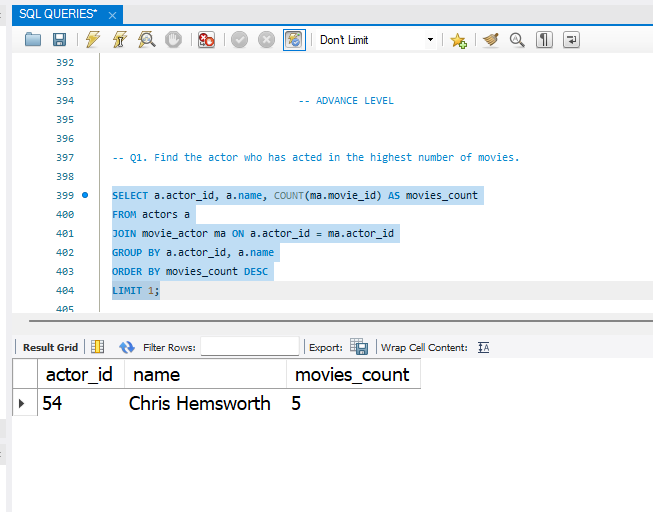 SQL QUERIES*
Don't Limit
392
393
394 -- ADVANCE LEVEL
395
396
397 -- Q1. Find the actor who has acted in the highest number of movies.
398
399 SELECT a.actor_id, a.name, COUNT(ma.movie_id) AS movies_count
400 FROM actors a
401 JOIN movie_actor ma ON a.actor_id = ma.actor_id
402 GROUP BY a.actor_id, a.name
403 ORDER BY movies_count DESC
404 LIMIT 1;
405
Result Grid Filter Rows: Export: Wrap Cell Content:
actor_id name movies_count
54 Chris Hemsworth 5